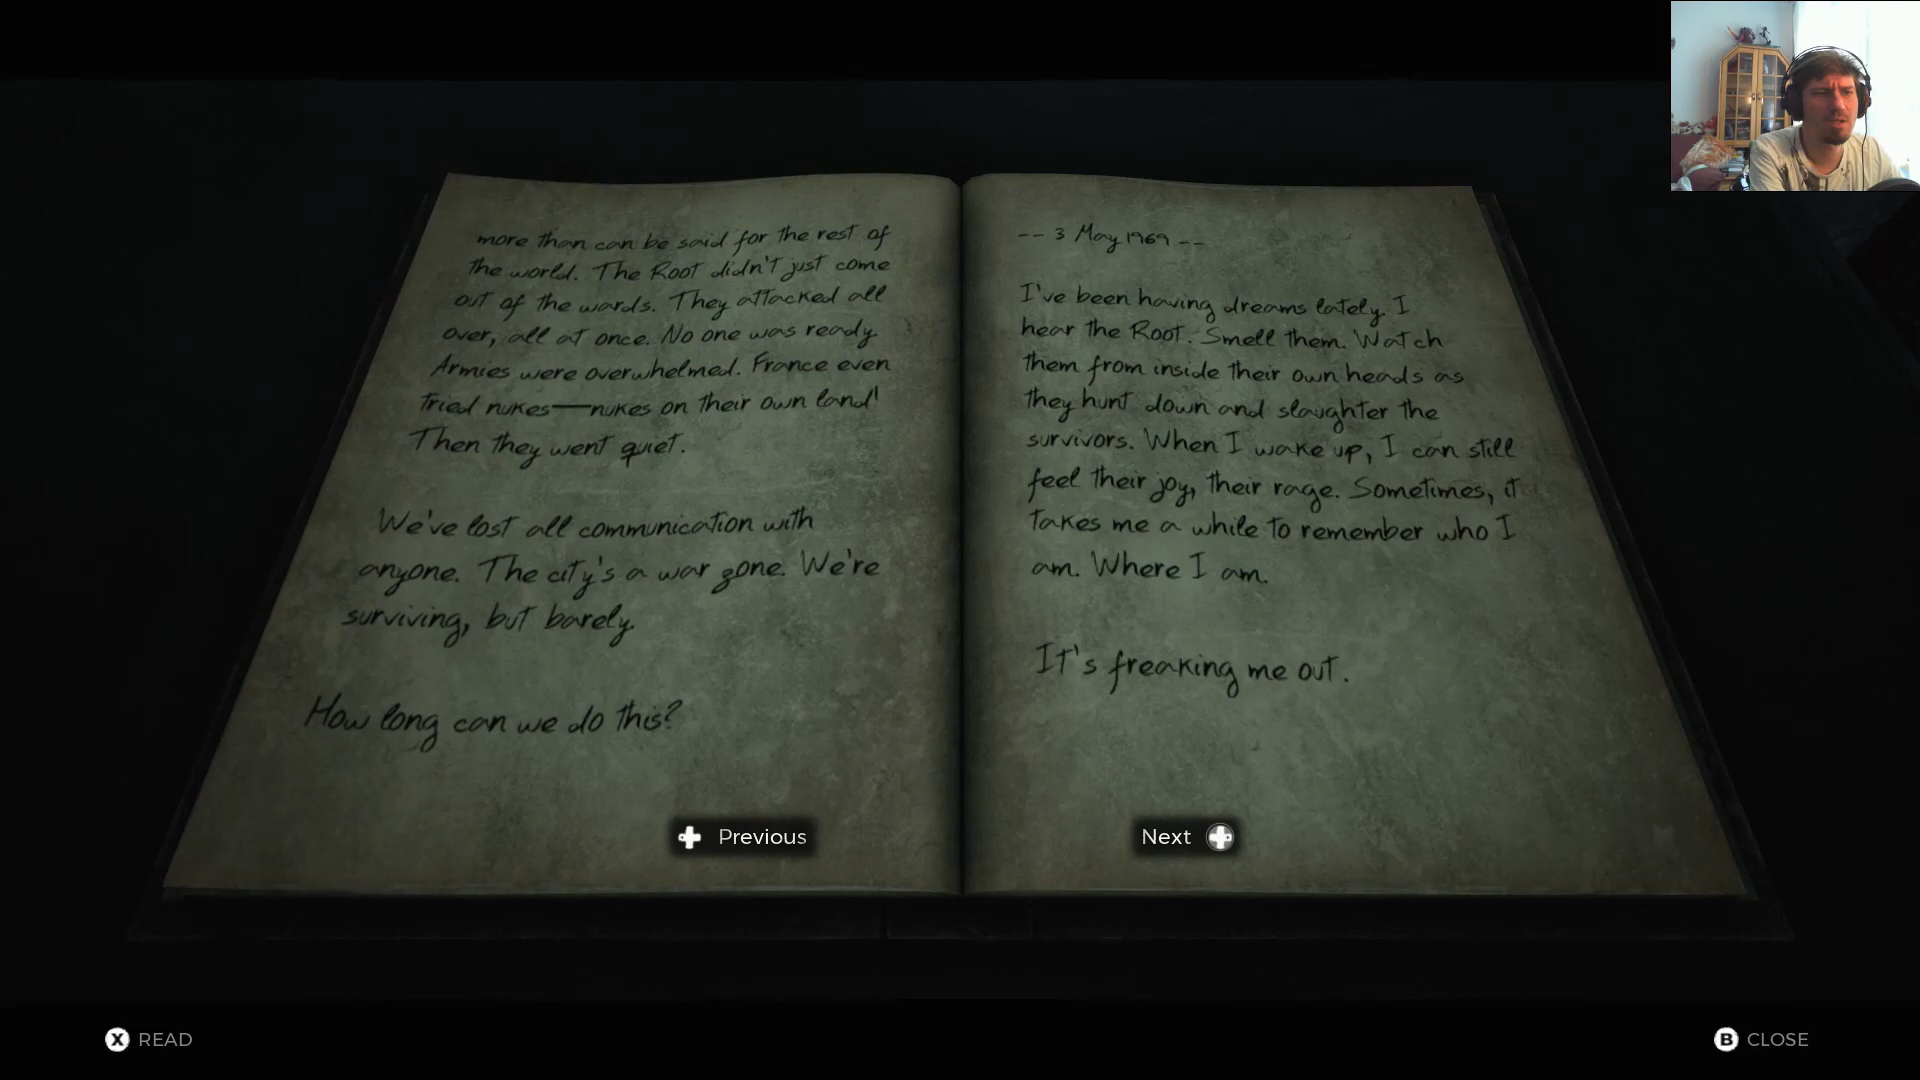 more than can be said for the rest of
the world. The Root didn't just come
out of the wards. They attacked all
over, all at once. No one was ready.
Armies were overwhelmed. France even
tried nukes—nukes on their own land!
Then they went quiet.
We've lost all communication with
anyone. The city's a war zone. We're
surviving, but barely.
How long can we do this?
Previous
-- 3 May 1969 --
I've been having dreams lately. I
hear the Root. Smell them. Watch
them from inside their own heads as
they hunt down and slaughter the
survivors. When I wake up, I can still
feel their joy, their rage. Sometimes, it
takes me a while to remember who I
am. Where I am.
It's freaking me out.
Next
X READ
B CLOSE